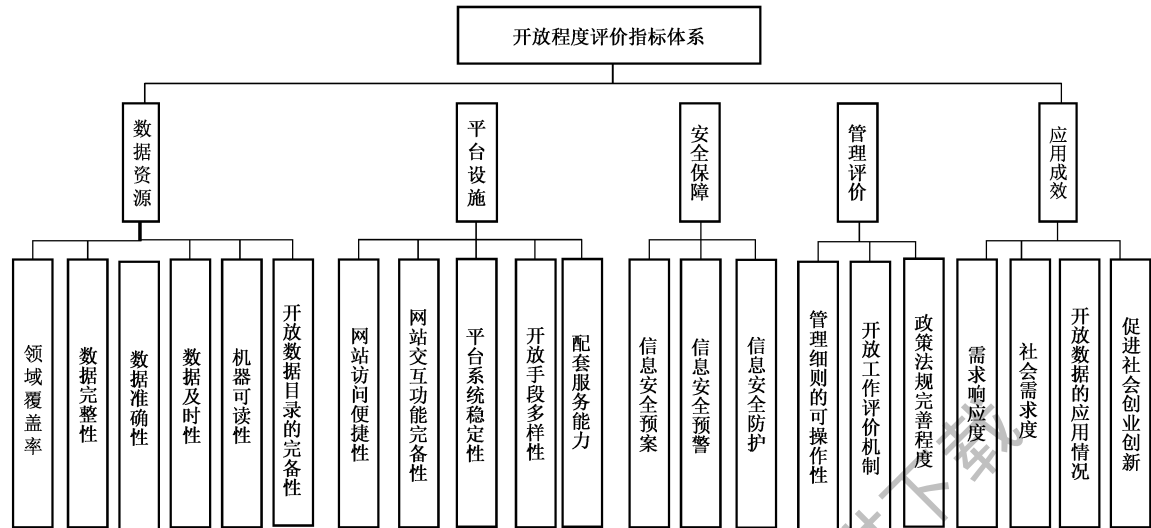 开放程度评价指标体系
数据资源
平台设施
安全保障
管理评价
应用成效
领域覆盖率
数据完整性
数据准确性
数据及时性
机器可读性
开放数据目录的完备性
网站访问便捷性
网站交互功能完备性
平台系统稳定性
开放手段多样性
配套服务能力
信息安全预案
信息安全预警
信息安全防护
管理细则的可操作性
开放工作评价机制
政策法规完善程度
需求响应度
社会需求度
开放数据的应用情况
促进社会创业创新
下载